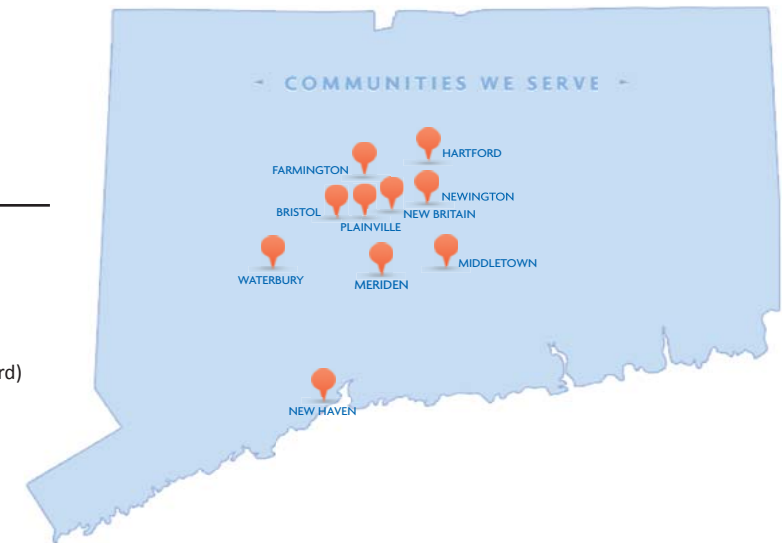 COMMUNITIES WE SERVE
HARTFORD
FARMINGTON
NEWINGTON
BRISTOL
NEW BRITAIN
PLAINVILLE
WATERBURY
MERIDEN
MIDDLETOWN
rd)
NEW HAVEN